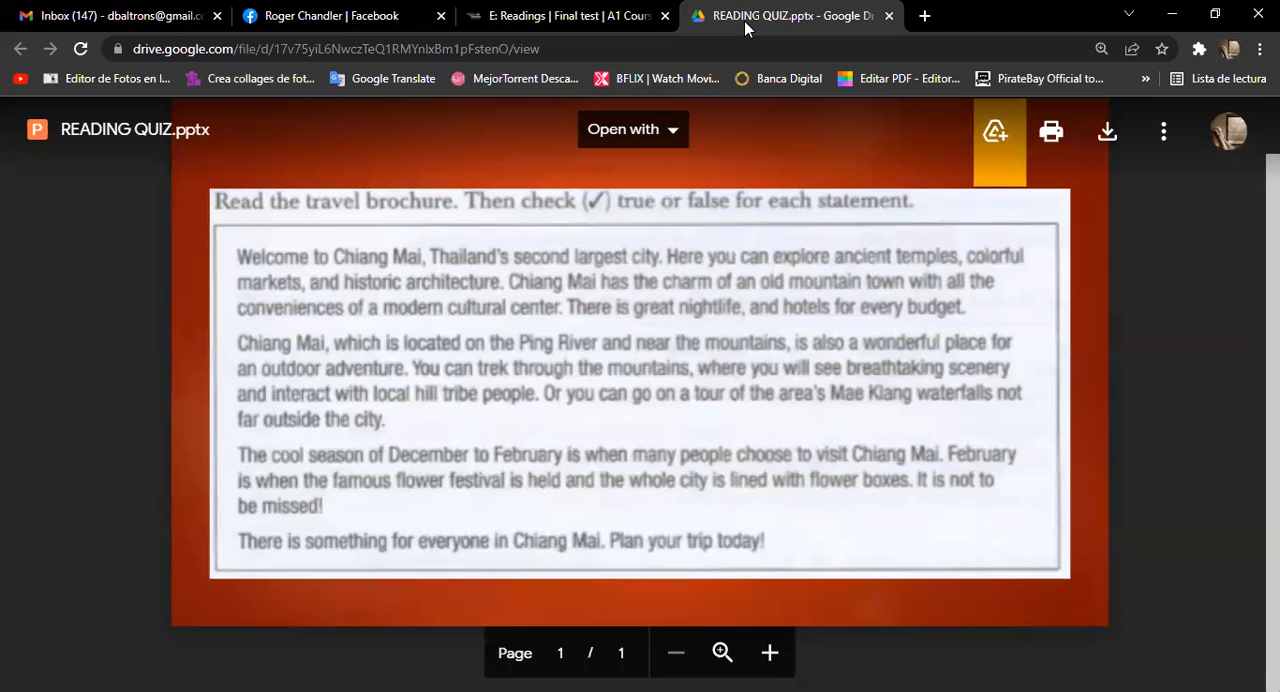 Inbox (147) - dbaltrons@gmail.c
Roger Chandler | Facebook
E: Readings | Final test | A1 Cours
READING QUIZ.pptx - Google Dr
drive.google.com/file/d/17v75yiL6NwczTeQ1RMYnlxBm1pFstenO/view
Editor de Fotos en l...
Crea collages de fot...
Google Translate
MejorTorrent Desca...
BFLIX | Watch Movi...
Banca Digital
Editar PDF - Editor...
PirateBay Official to...
»
Lista de lectura
P READING QUIZ.pptx
Open with
Read the travel brochure. Then check (✓) true or false for each statement.
Welcome to Chiang Mai, Thailand's second largest city. Here you can explore ancient temples, colorful
markets, and historic architecture. Chiang Mai has the charm of an old mountain town with all the
conveniences of a modern cultural center. There is great nightlife, and hotels for every budget.
Chiang Mai, which is located on the Ping River and near the mountains, is also a wonderful place for
an outdoor adventure. You can trek through the mountains, where you will see breathtaking scenery
and interact with local hill tribe people. Or you can go on a tour of the area's Mae Klang waterfalls not
far outside the city.
The cool season of December to February is when many people choose to visit Chiang Mai. February
is when the famous flower festival is held and the whole city is lined with flower boxes. It is not to
be missed!
There is something for everyone in Chiang Mai. Plan your trip today!
Page 1 / 1